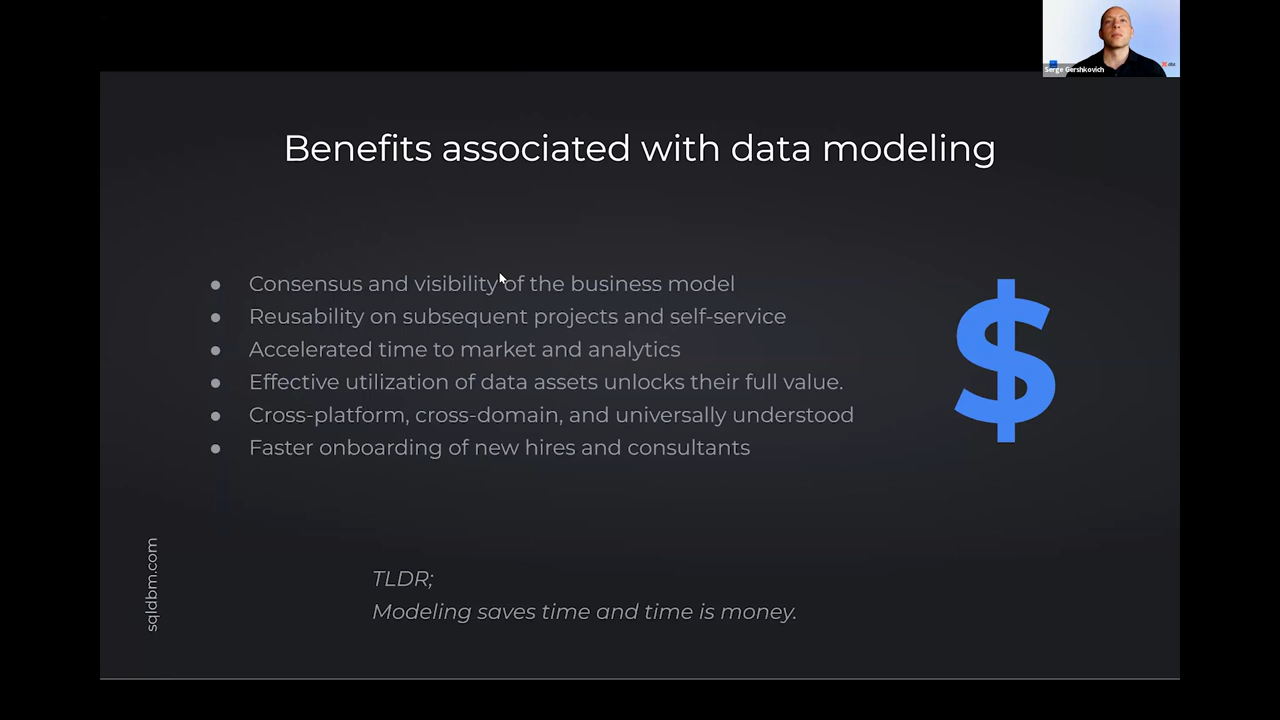 Serge Gershkovich
dbt
Benefits associated with data modeling
● Consensus and visibility of the business model
● Reusability on subsequent projects and self-service
● Accelerated time to market and analytics
● Effective utilization of data assets unlocks their full value.
● Cross-platform, cross-domain, and universally understood
● Faster onboarding of new hires and consultants
$
sqldbm.com
TLDR;
Modeling saves time and time is money.